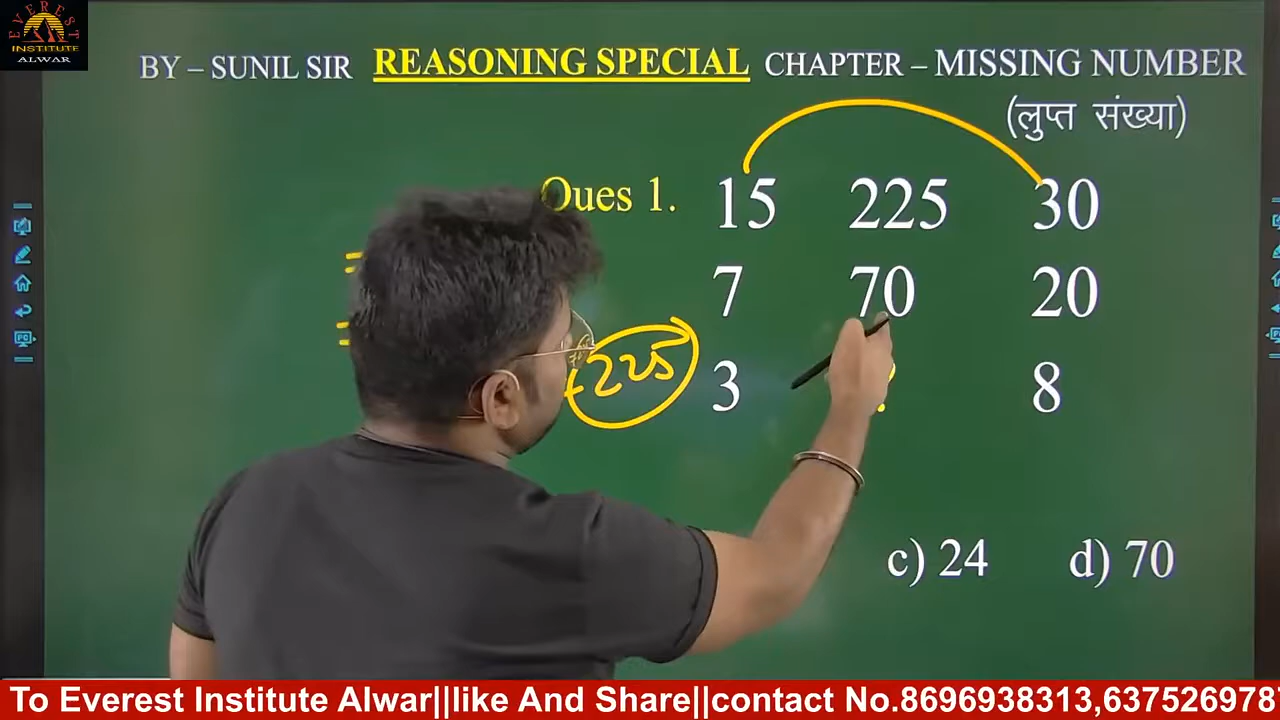 EVEREST
INSTITUTE
ALWAR
BY – SUNIL SIR REASONING SPECIAL CHAPTER – MISSING NUMBER
(लुप्त संख्या)
Ques 1. 15 225 30
7 70 20
225
3 ? 8
c) 24 d) 70
To Everest Institute Alwar||like And Share||contact No.8696938313,637526978